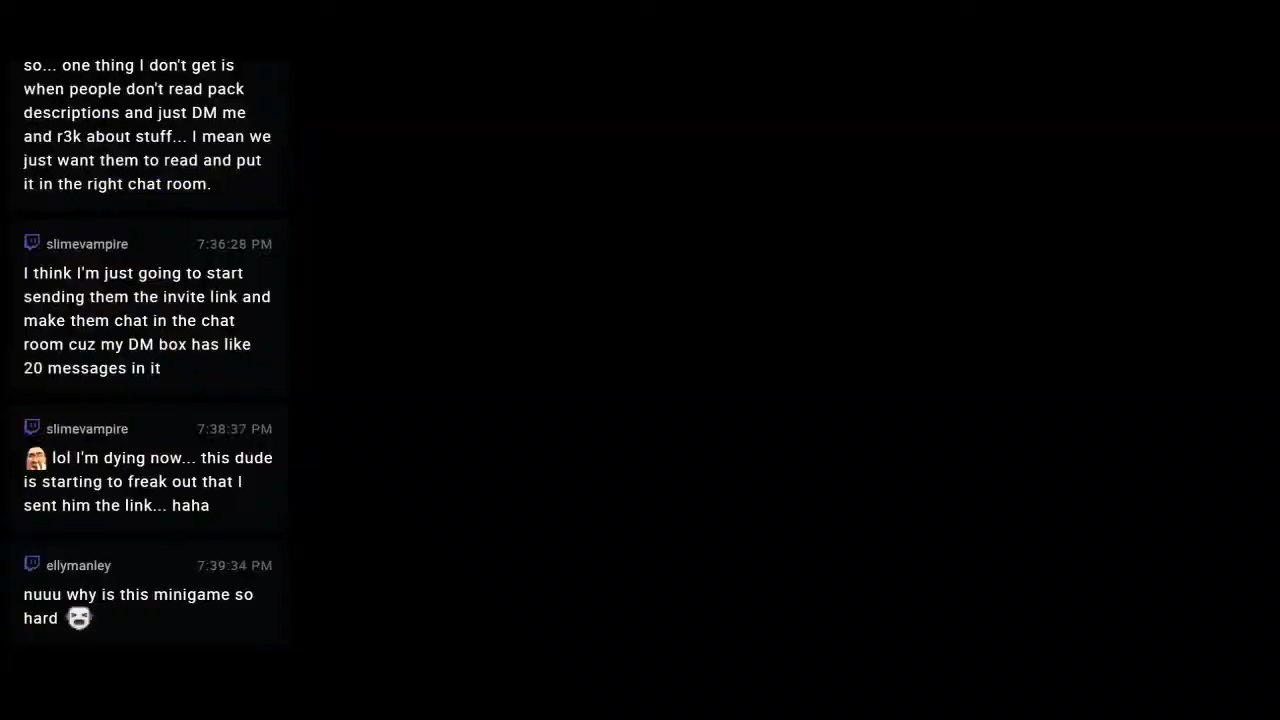 so... one thing I don't get is
when people don't read pack
descriptions and just DM me
and r3k about stuff... I mean we
just want them to read and put
it in the right chat room.
slimevampire 7:36:28 PM
I think I'm just going to start
sending them the invite link and
make them chat in the chat
room cuz my DM box has like
20 messages in it
slimevampire 7:38:37 PM
lol I'm dying now... this dude
is starting to freak out that I
sent him the link... haha
ellymanley 7:39:34 PM
nuuu why is this minigame so
hard